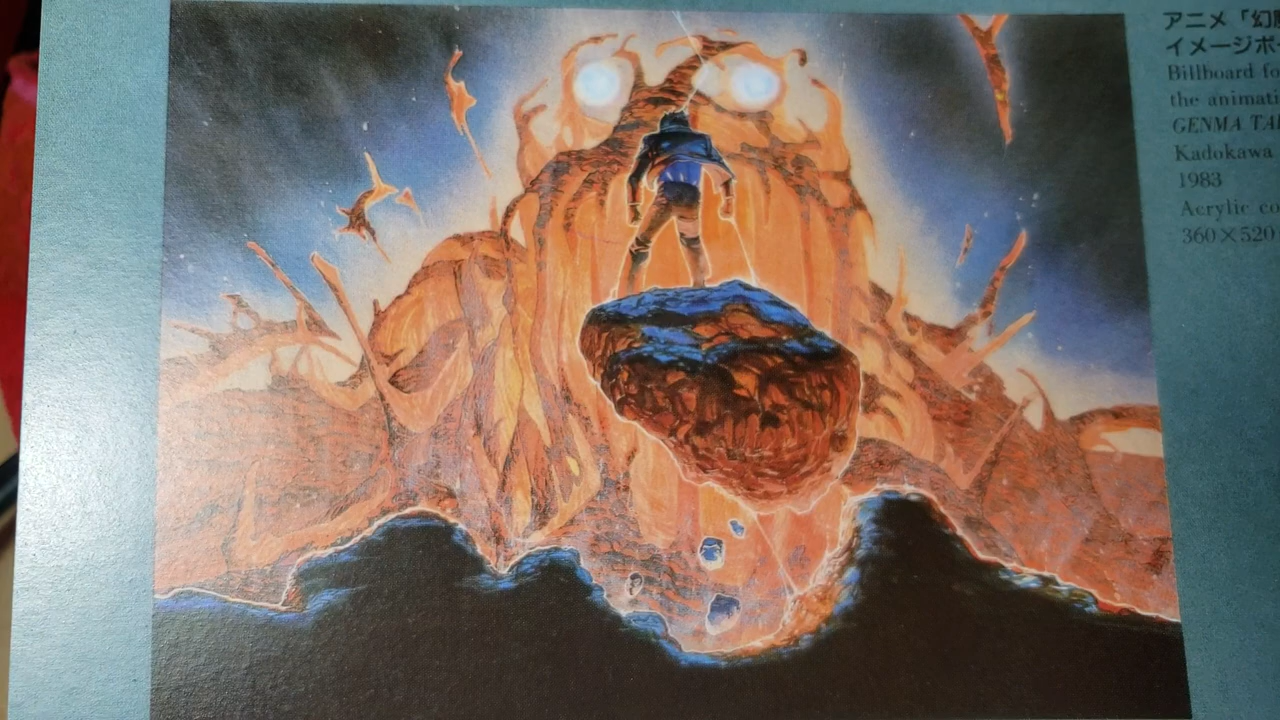 アニメ「幻
イメージボ
Billboard fo
the animati
GENMA TA
Kadokawa
1983
Acrylic co
360×520